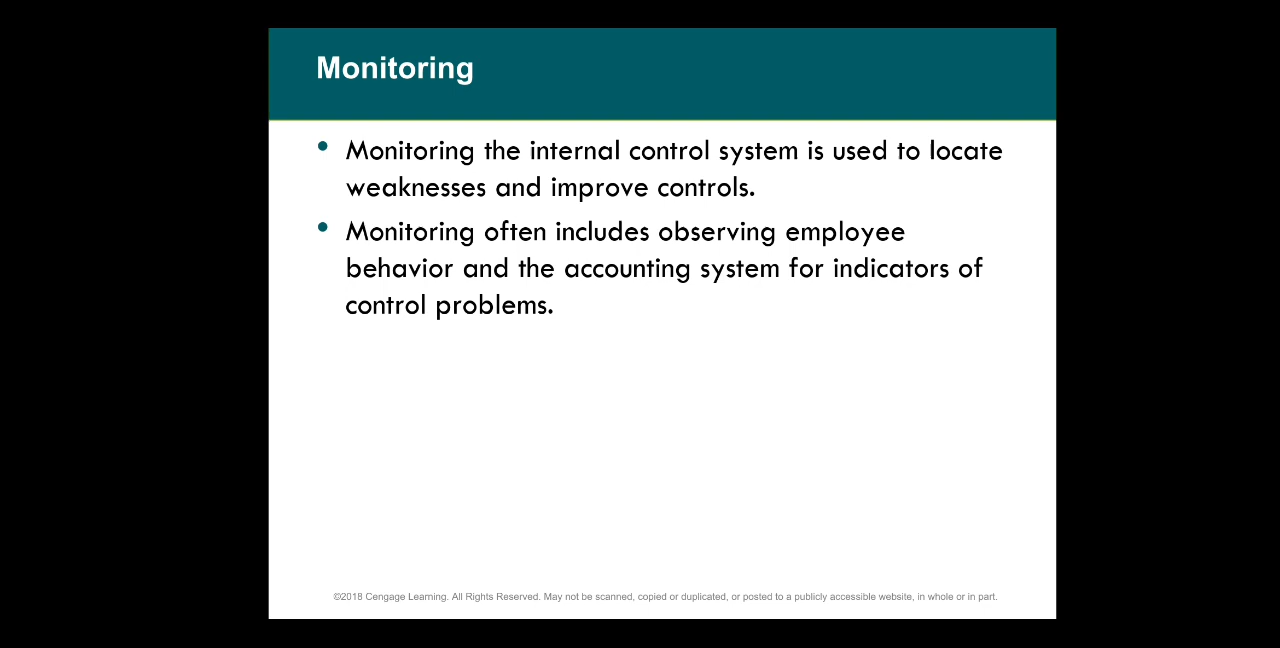 Monitoring
• Monitoring the internal control system is used to locate
weaknesses and improve controls.
• Monitoring often includes observing employee
behavior and the accounting system for indicators of
control problems.
©2018 Cengage Learning. All Rights Reserved. May not be scanned, copied or duplicated, or posted to a publicly accessible website, in whole or in part.